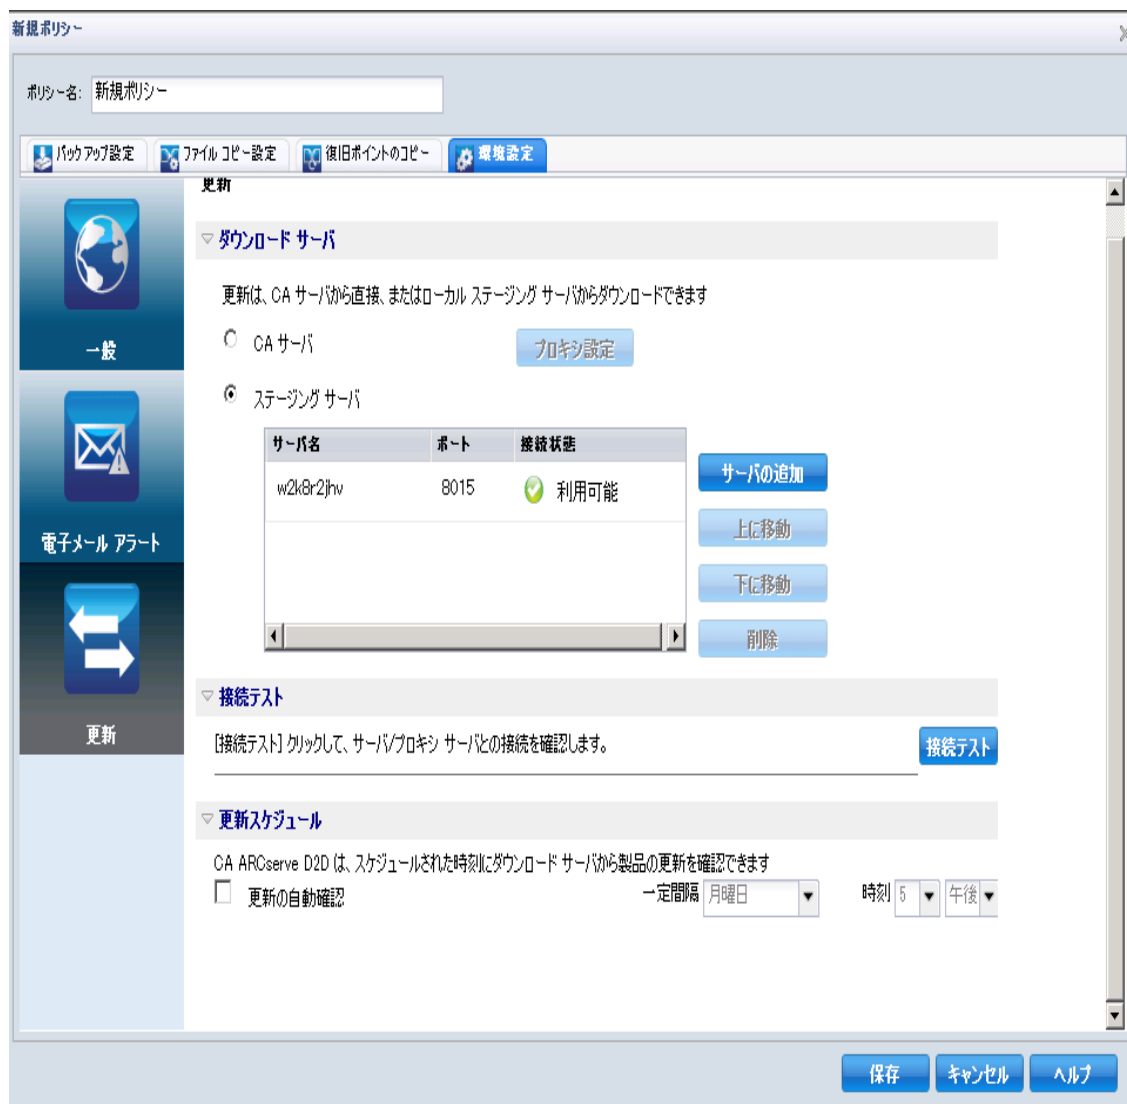 新規ポリシー
ポリシー名: 新規ポリシー
バックアップ設定 ファイル コピー設定 復旧ポイントのコピー 環境設定
更新
ダウンロード サーバ
更新は、CA サーバから直接、またはローカル ステージング サーバからダウンロードできます
CA サーバ プロキシ設定
一般
ステージング サーバ
サーバ名 ポート 接続状態
w2k8r2jhv 8015 利用可能
サーバの追加
上に移動
電子メール アラート
下に移動
削除
接続テスト
更新
[接続テスト] クリックして、サーバ/プロキシ サーバとの接続を確認します。
接続テスト
更新スケジュール
CA ARCserve D2D は、スケジュールされた時刻にダウンロード サーバから製品の更新を確認できます
更新の自動確認 一定間隔 月曜日 時刻 5 午後
保存 キャンセル ヘルプ